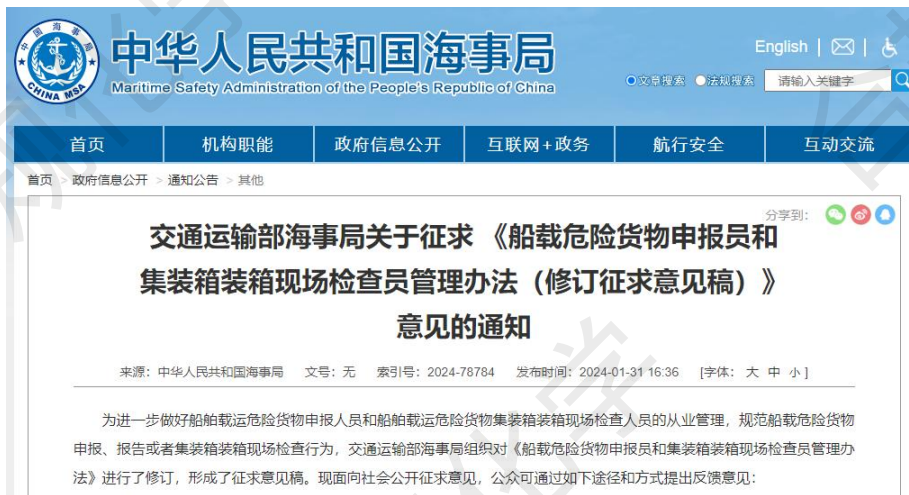 中国海事局
CHINA MSA
中华人民共和国海事局
Maritime Safety Administration of the People's Republic of China
English | |
文章搜索 法规搜索 请输入关键字
首页 机构职能 政府信息公开 互联网+政务 航行安全 互动交流
首页 > 政府信息公开 > 通知公告 > 其他
分享到:
交通运输部海事局关于征求 《船载危险货物申报员和
集装箱装箱现场检查员管理办法（修订征求意见稿）》
意见的通知
来源：中华人民共和国海事局 文号：无 索引号：2024-78784 发布时间：2024-01-31 16:36 [字体： 大 中 小 ]
为进一步做好船舶载运危险货物申报人员和船舶载运危险货物集装箱装箱现场检查人员的从业管理，规范船载危险货物
申报、报告或者集装箱装箱现场检查行为，交通运输部海事局组织对《船载危险货物申报员和集装箱装箱现场检查员管理办
法》进行了修订，形成了征求意见稿。现面向社会公开征求意见，公众可通过如下途径和方式提出反馈意见：